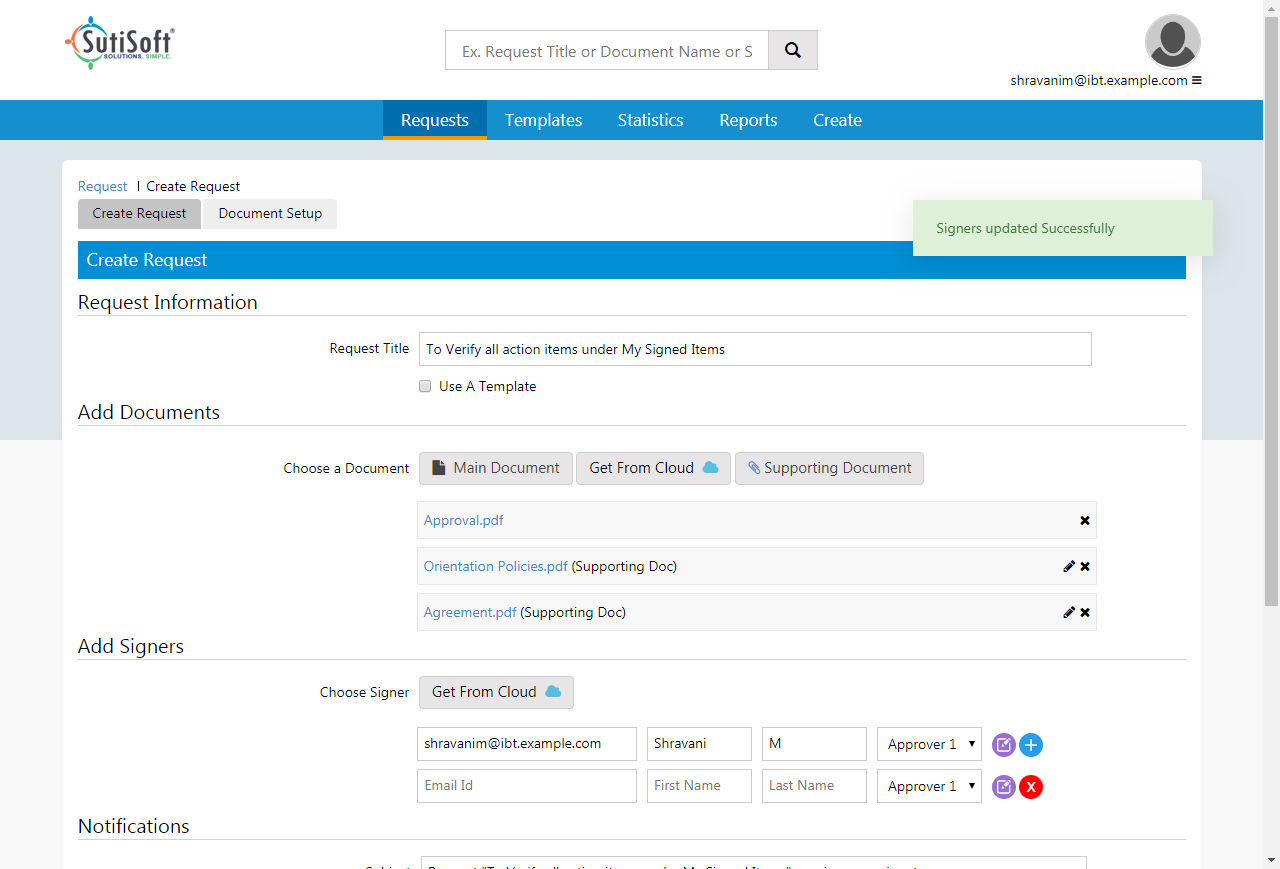 SutiSoft®
SOLUTIONS. SIMPLE.
Ex. Request Title or Document Name or S
shravanim@ibt.example.com
Requests Templates Statistics Reports Create
Request | Create Request
Create Request Document Setup
Signers updated Successfully
Create Request
Request Information
Request Title To Verify all action items under My Signed Items
Use A Template
Add Documents
Choose a Document Main Document Get From Cloud Supporting Document
Approval.pdf
Orientation Policies.pdf (Supporting Doc)
Agreement.pdf (Supporting Doc)
Add Signers
Choose Signer Get From Cloud
shravanim@ibt.example.com Shravani M Approver 1
Email Id First Name Last Name Approver 1 X
Notifications